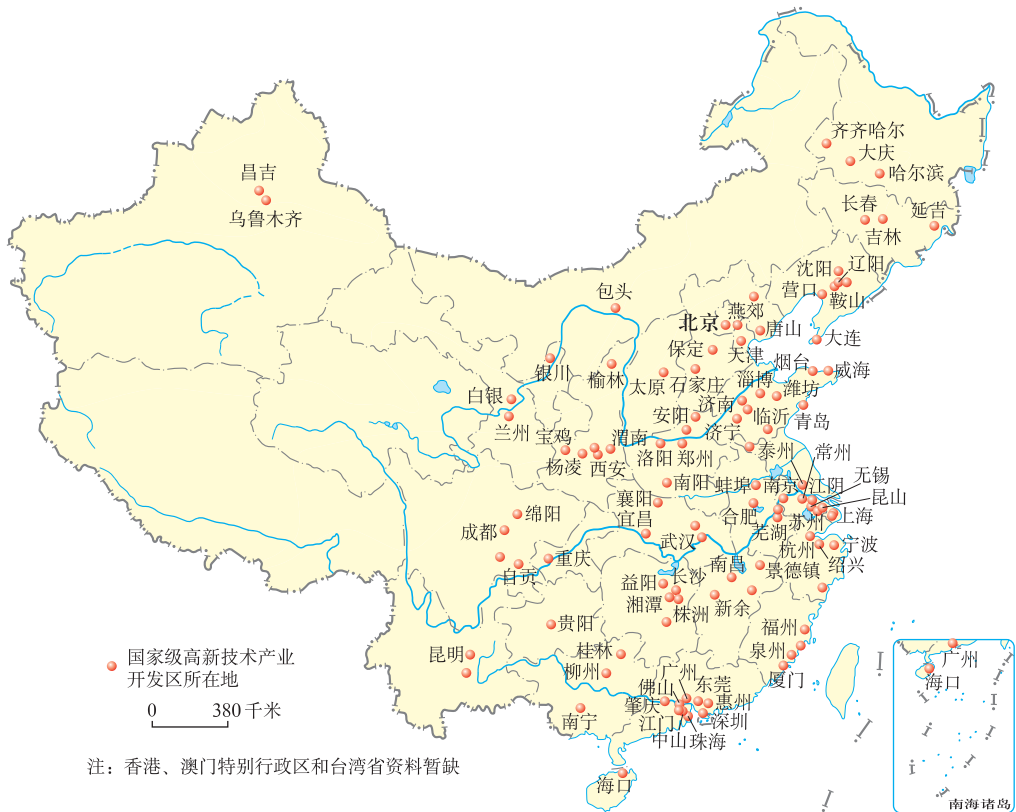 齐齐哈尔
大庆
哈尔滨
昌吉
乌鲁木齐
长春
延吉
吉林
沈阳
辽阳
营口
鞍山
包头
燕郊
北京
唐山
大连
保定
天津
银川
榆林
太原
石家庄
淄博
烟台
威海
潍坊
白银
济南
青岛
安阳
临沂
兰州
宝鸡
渭南
济宁
杨凌
西安
洛阳
郑州
泰州
常州
南阳
蚌埠
南京
江阴
无锡
昆山
襄阳
绵阳
宜昌
合肥
芜湖
苏州
上海
成都
武汉
杭州
宁波
自贡
重庆
南昌
景德镇
绍兴
益阳
长沙
湘潭
株洲
新余
贵阳
福州
昆明
桂林
泉州
柳州
广州
厦门
佛山
东莞
肇庆
惠州
南宁
江门
深圳
中山
珠海
海口
国家级高新技术产业
开发区所在地
0 380千米
注：香港、澳门特别行政区和台湾省资料暂缺
广州
海口
南海诸岛